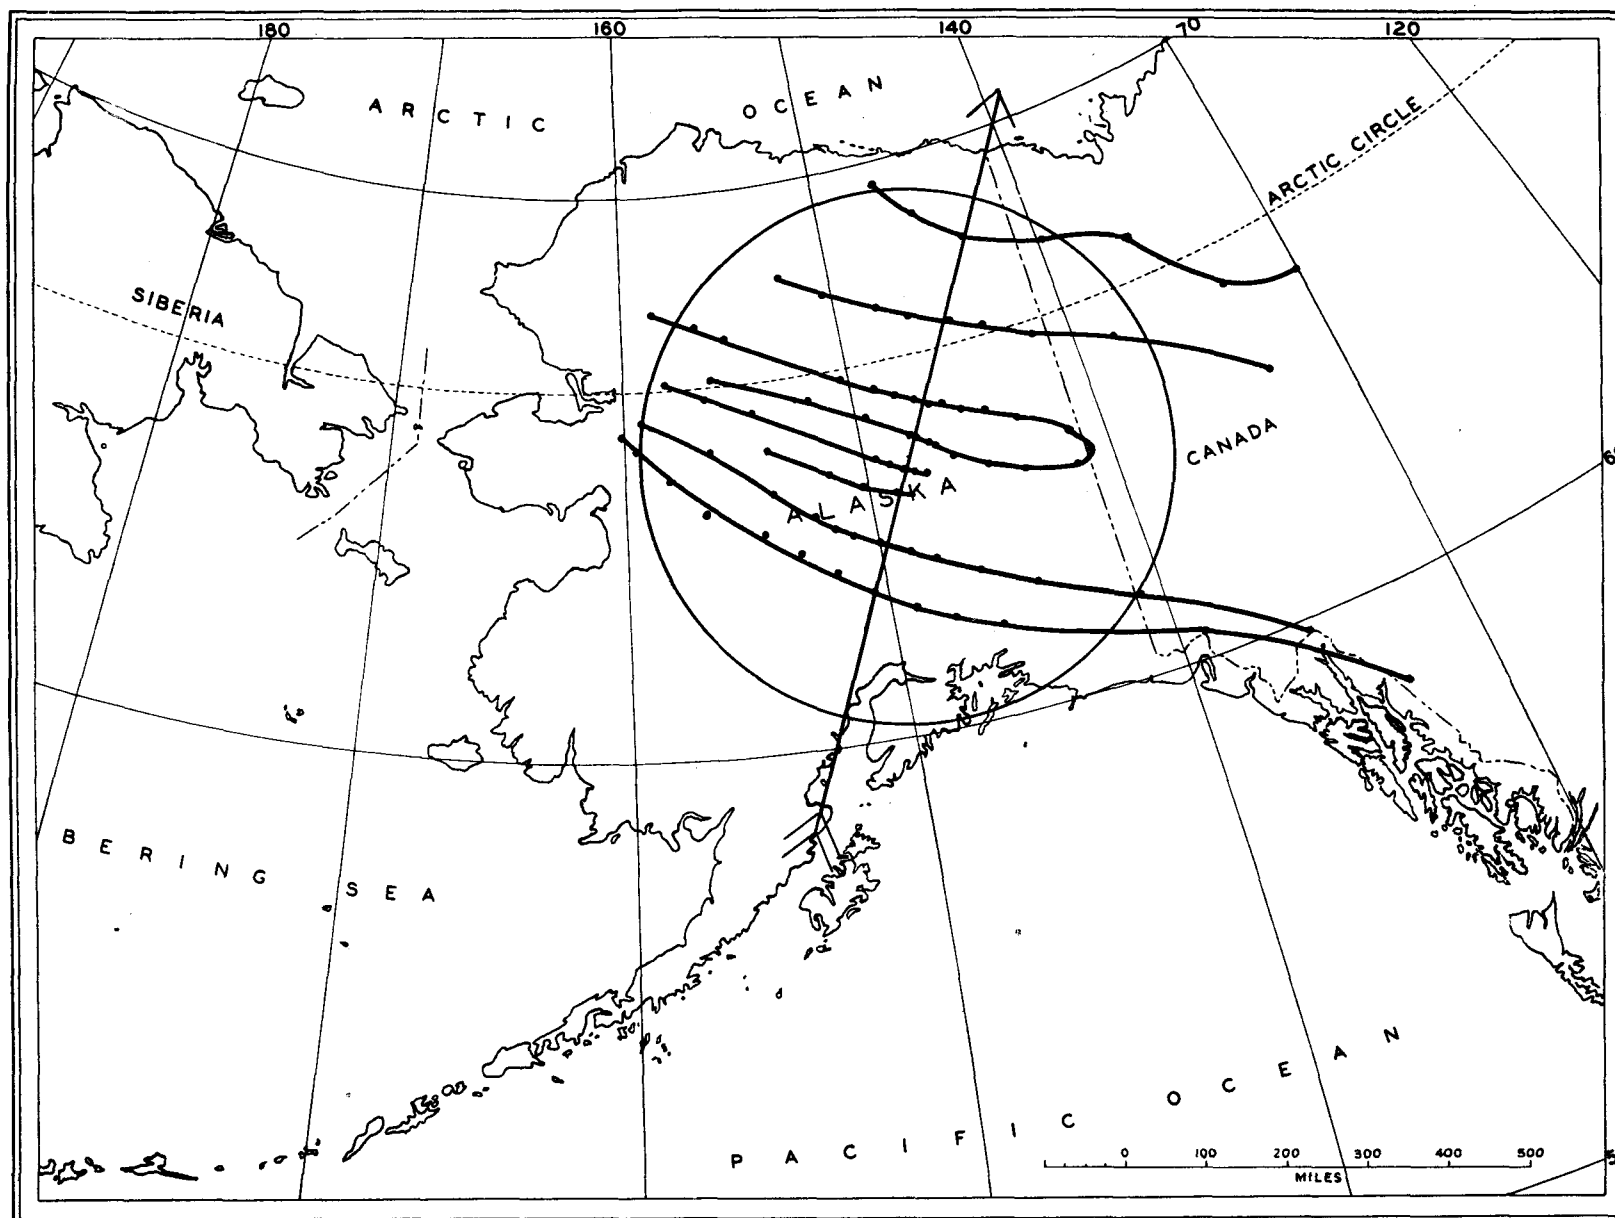 180 160 140 70 120
ARCTIC OCEAN
ARCTIC CIRCLE
SIBERIA
CANADA
ALASKA
BERING SEA
PACIFIC OCEAN
0 100 200 300 400 500
MILES